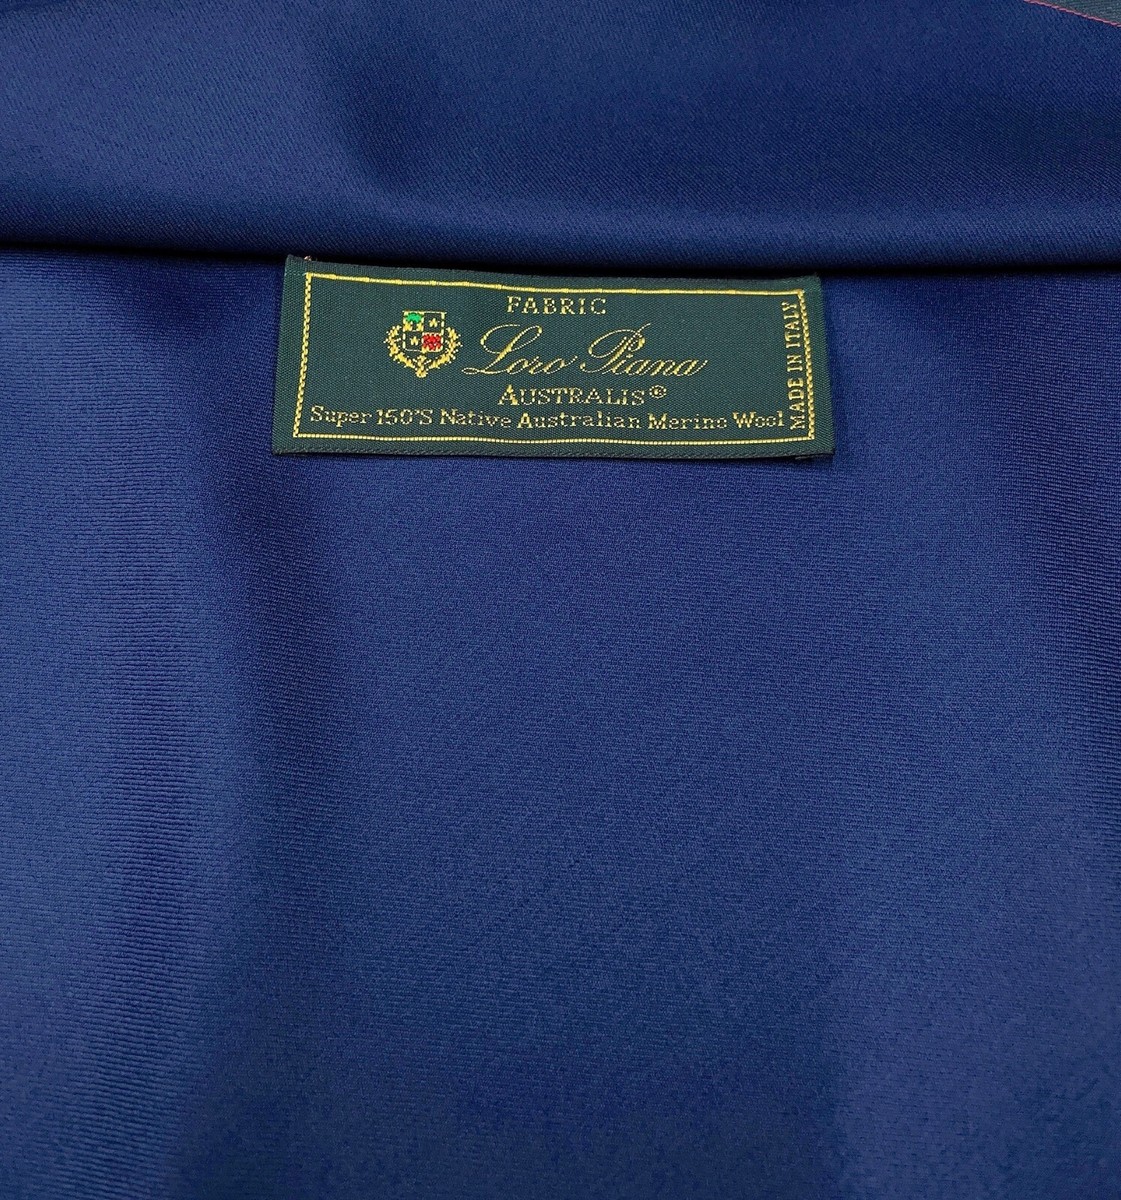 FABRIC
Loro Piana
AUSTRALIS®
Super 150'S Native Australian Merino Wool
MADE IN ITALY